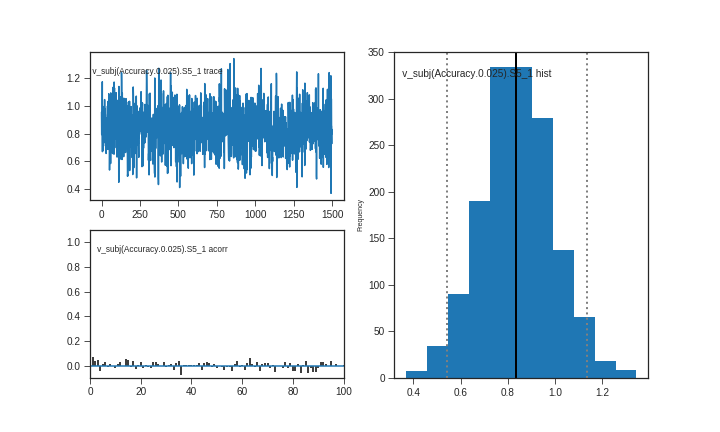 v_subj(Accuracy.0.025).S5_1 trace
1.2
1.0
0.8
0.6
0.4
0 250 500 750 1000 1250 1500
v_subj(Accuracy.0.025).S5_1 acorr
1.0
0.8
0.6
0.4
0.2
0.0
0 20 40 60 80 100
v_subj(Accuracy.0.025).S5_1 hist
Frequency
350
300
250
200
150
100
50
0
0.4 0.6 0.8 1.0 1.2